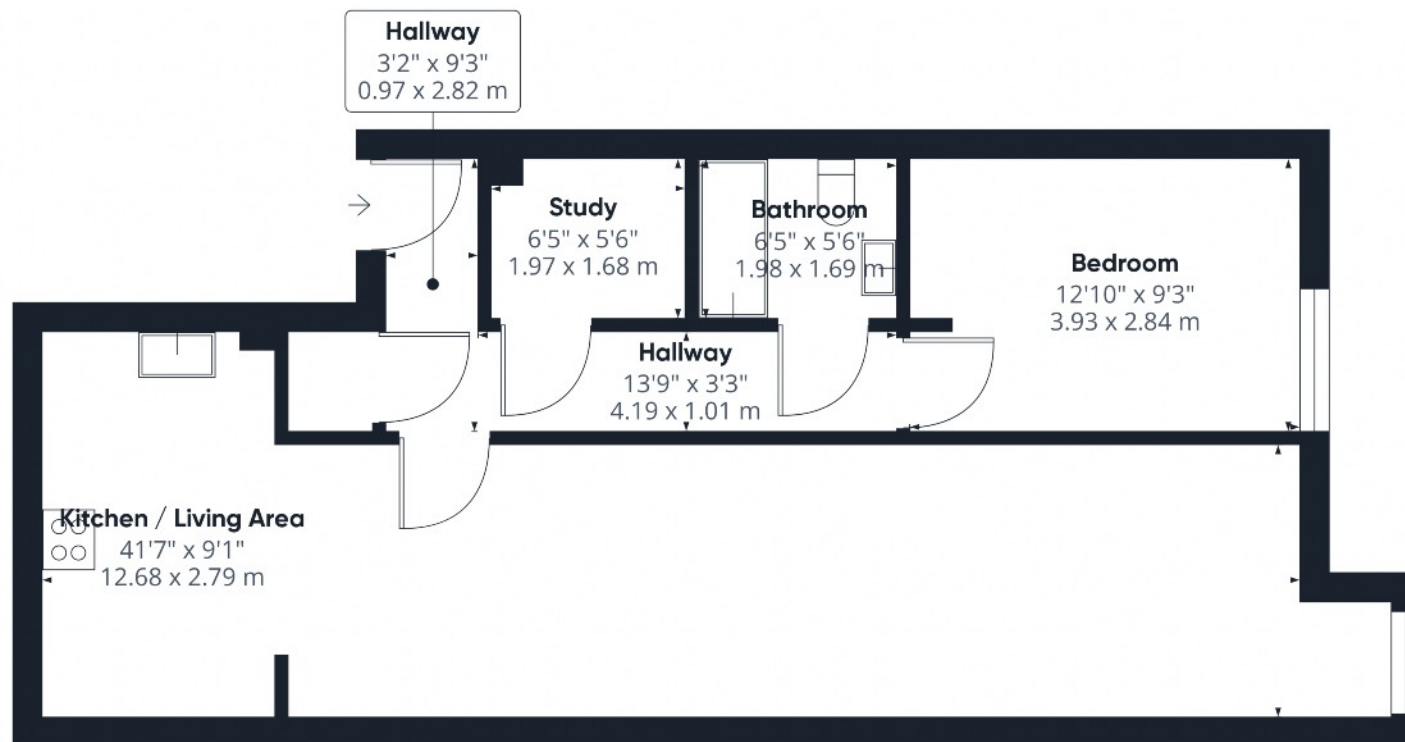 Hallway
3'2" x 9'3"
0.97 x 2.82 m
Study
6'5" x 5'6"
1.97 x 1.68 m
Bathroom
6'5" x 5'6"
1.98 x 1.69 m
Bedroom
12'10" x 9'3"
3.93 x 2.84 m
Hallway
13'9" x 3'3"
4.19 x 1.01 m
Kitchen / Living Area
41'7" x 9'1"
12.68 x 2.79 m